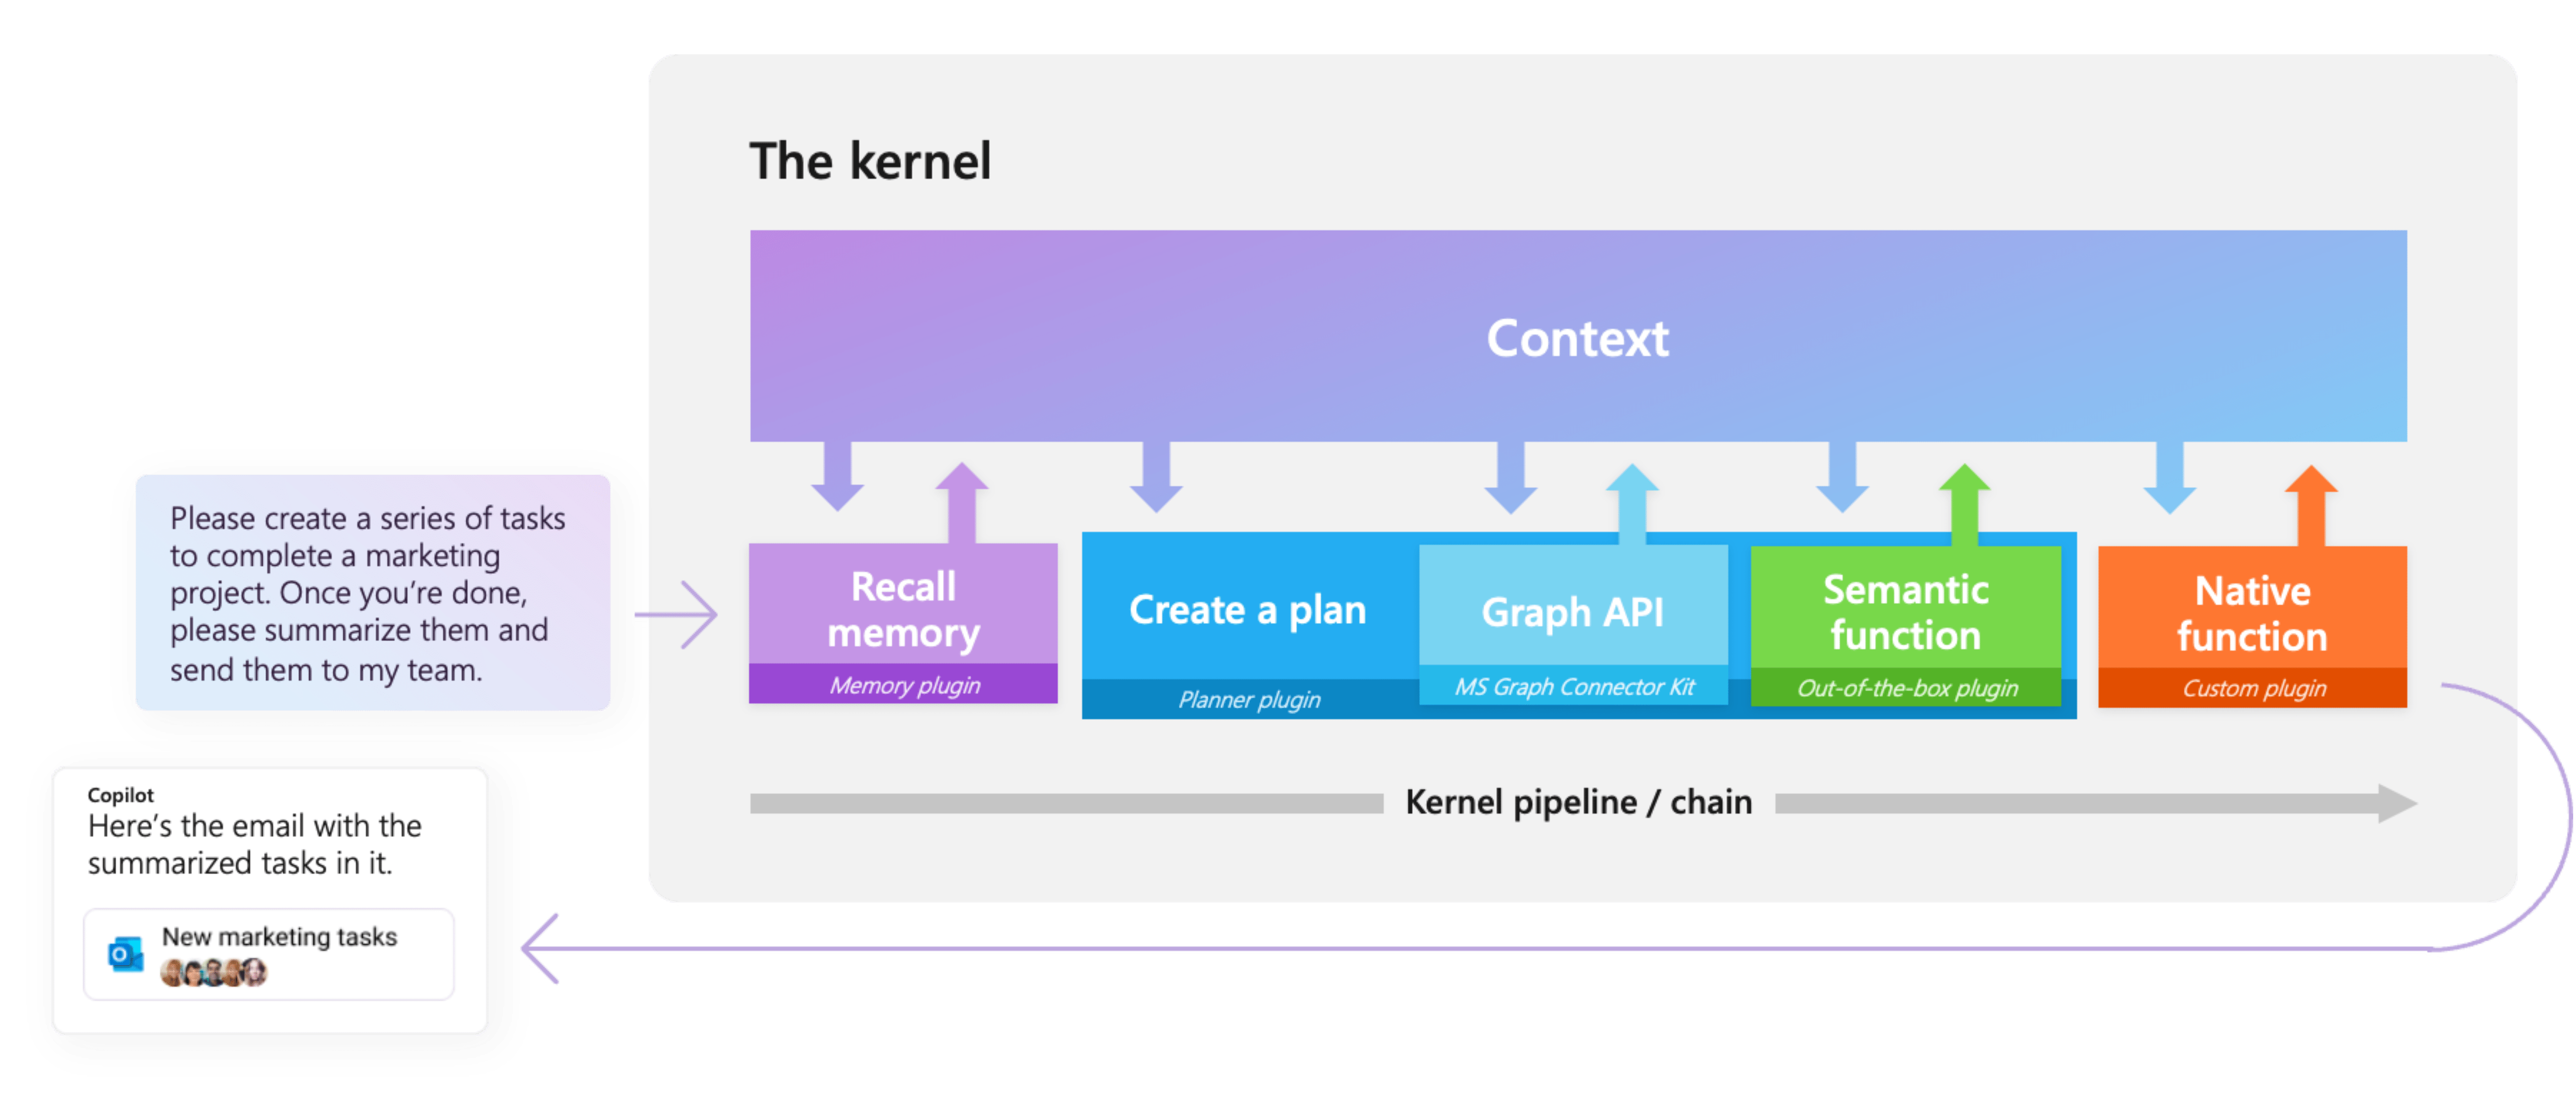 The kernel
Context
Please create a series of tasks
to complete a marketing
project. Once you're done,
please summarize them and
send them to my team.
Recall
memory
Memory plugin
Create a plan
Planner plugin
Graph API
MS Graph Connector Kit
Semantic
function
Out-of-the-box plugin
Native
function
Custom plugin
Kernel pipeline / chain
Copilot
Here's the email with the
summarized tasks in it.
New marketing tasks